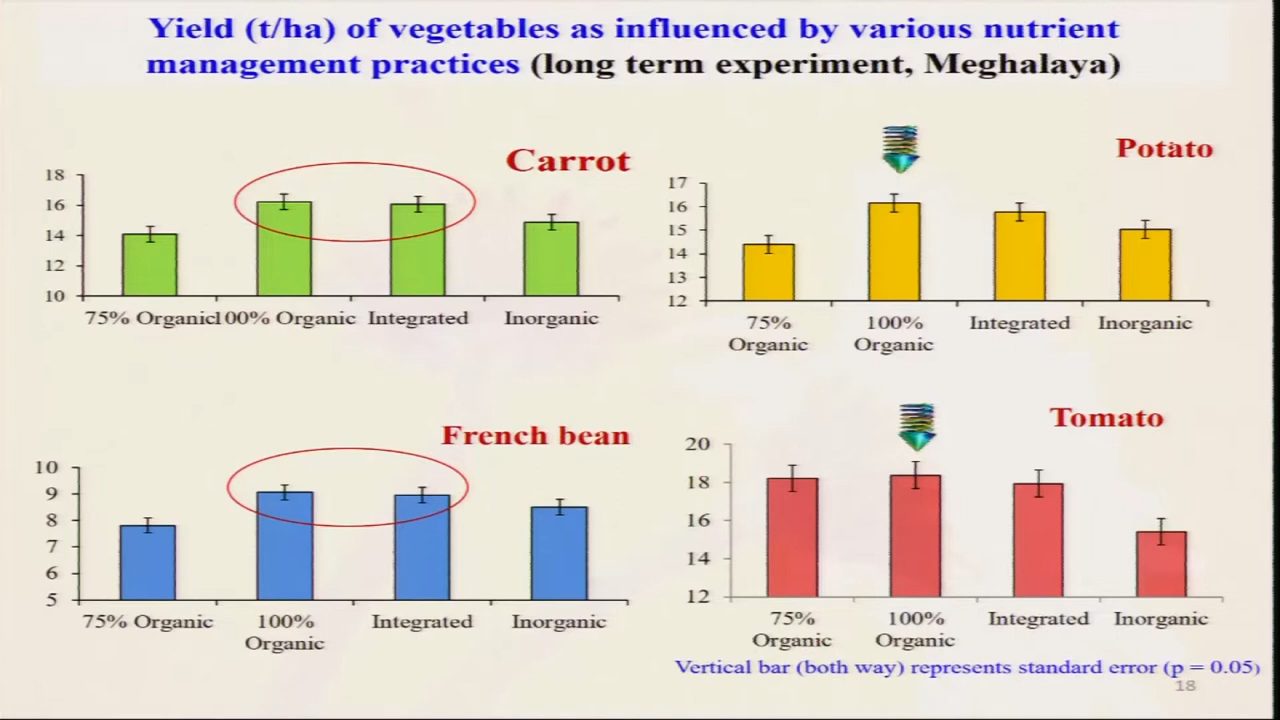 Yield (t/ha) of vegetables as influenced by various nutrient
management practices (long term experiment, Meghalaya)
Carrot
18
16
14
12
10
75% Organic 100% Organic Integrated Inorganic
Potato
17
16
15
14
13
12
75% Organic
100% Organic
Integrated
Inorganic
French bean
10
9
8
7
6
5
75% Organic
100% Organic
Integrated
Inorganic
Tomato
20
18
16
14
12
75% Organic
100% Organic
Integrated
Inorganic
Vertical bar (both way) represents standard error (p = 0.05)
18